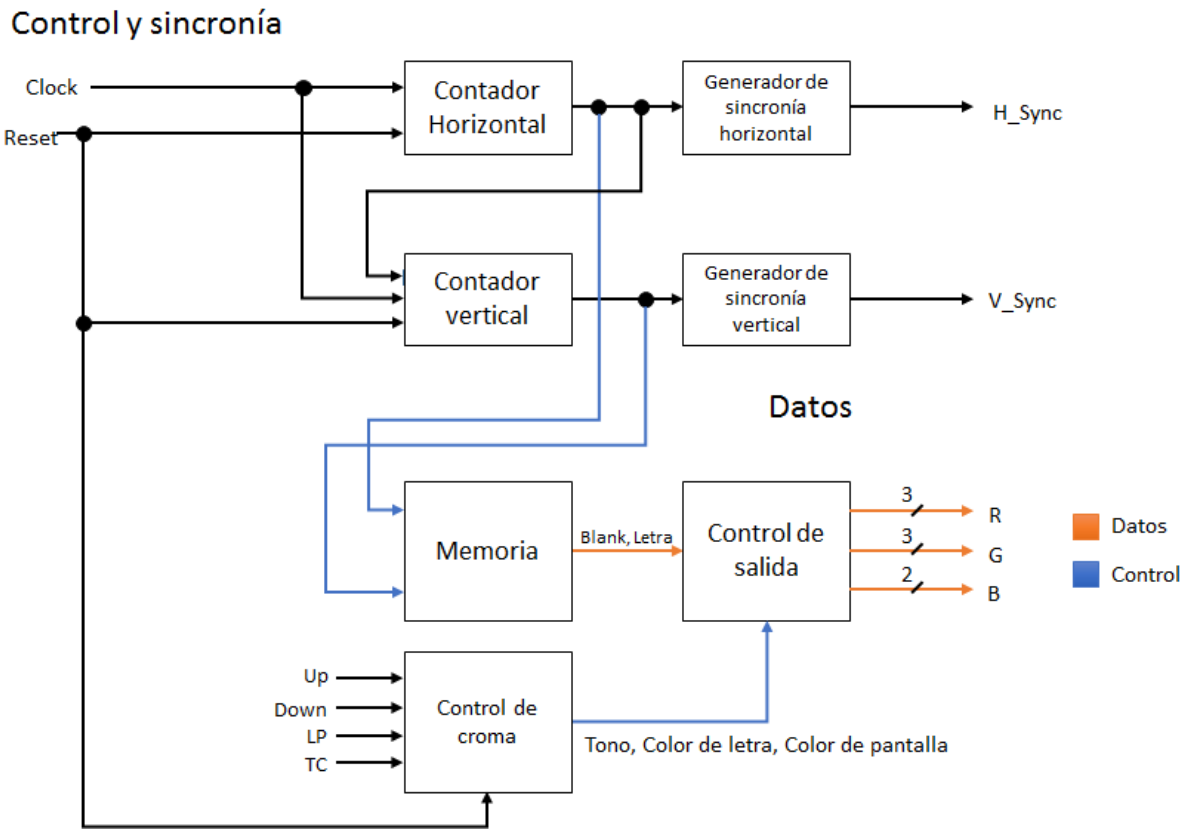 Control y sincronía
Clock
Reset
Contador
Horizontal
Generador de
sincronía
horizontal
H_Sync
Contador
vertical
Generador de
sincronía
vertical
V_Sync
Datos
Memoria
Blank, Letra
Control de
salida
3
R
3
G
2
B
Datos
Control
Up
Down
LP
TC
Control de
croma
Tono, Color de letra, Color de pantalla